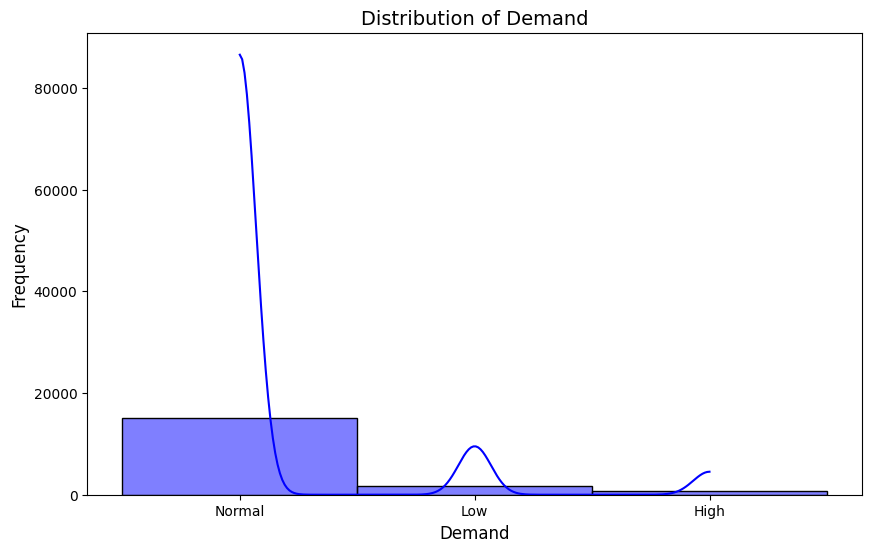 Distribution of Demand
80000
60000
40000
20000
0
Frequency
Normal
Low
High
Demand